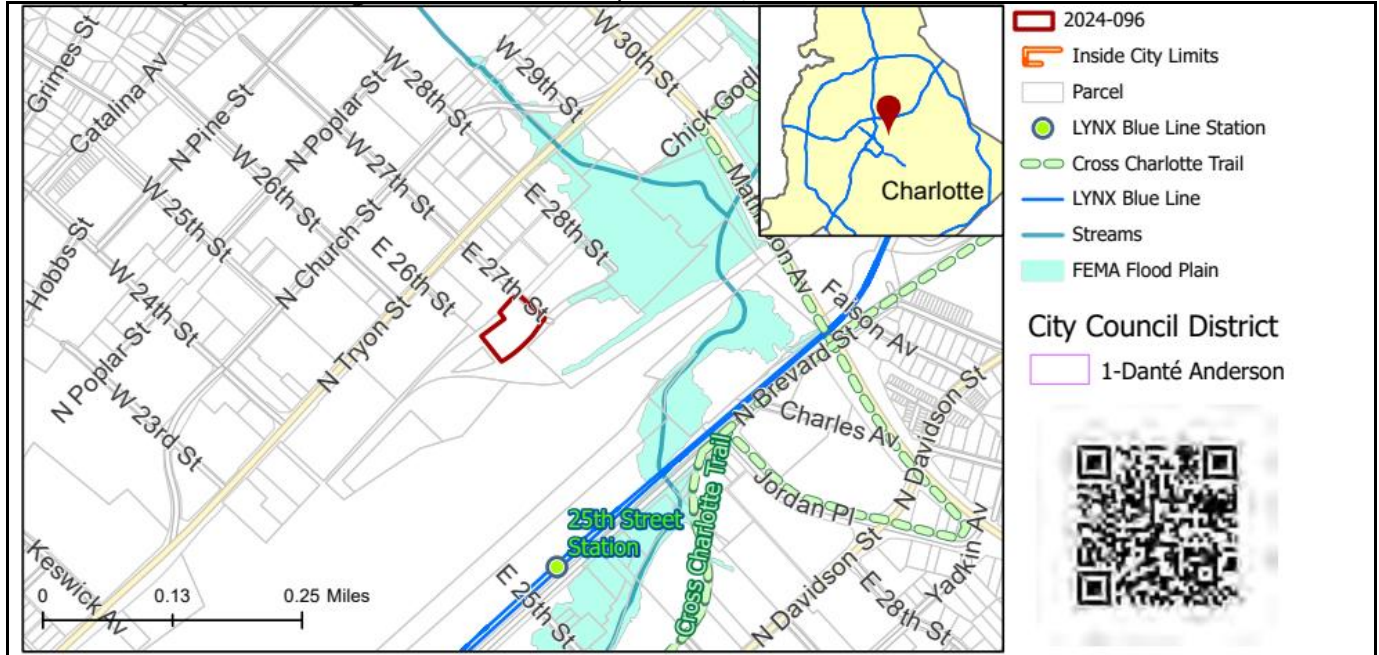 Grimes St
Catalina Av
N Pine St
N Poplar St
W 28th St
W 29th St
W 30th St
Chick Godl
W 27th St
W 26th St
W 25th St
N Church St
E 28th St
E 27th St
E 26th St
Hobbs St
W 24th St
N Poplar St
W 23rd St
N Tryon St
Keswick Av
Charlotte
Faison Av
N Brevard St
Charles Av
N Davidson St
Jordan Pl
Cross Charlotte Trail
25th Street
Station
E 25th St
N Davidson St
Yadkin Av
E 28th St
0 0.13 0.25 Miles
2024-096
Inside City Limits
Parcel
LYNX Blue Line Station
Cross Charlotte Trail
LYNX Blue Line
Streams
FEMA Flood Plain
City Council District
1-Danté Anderson